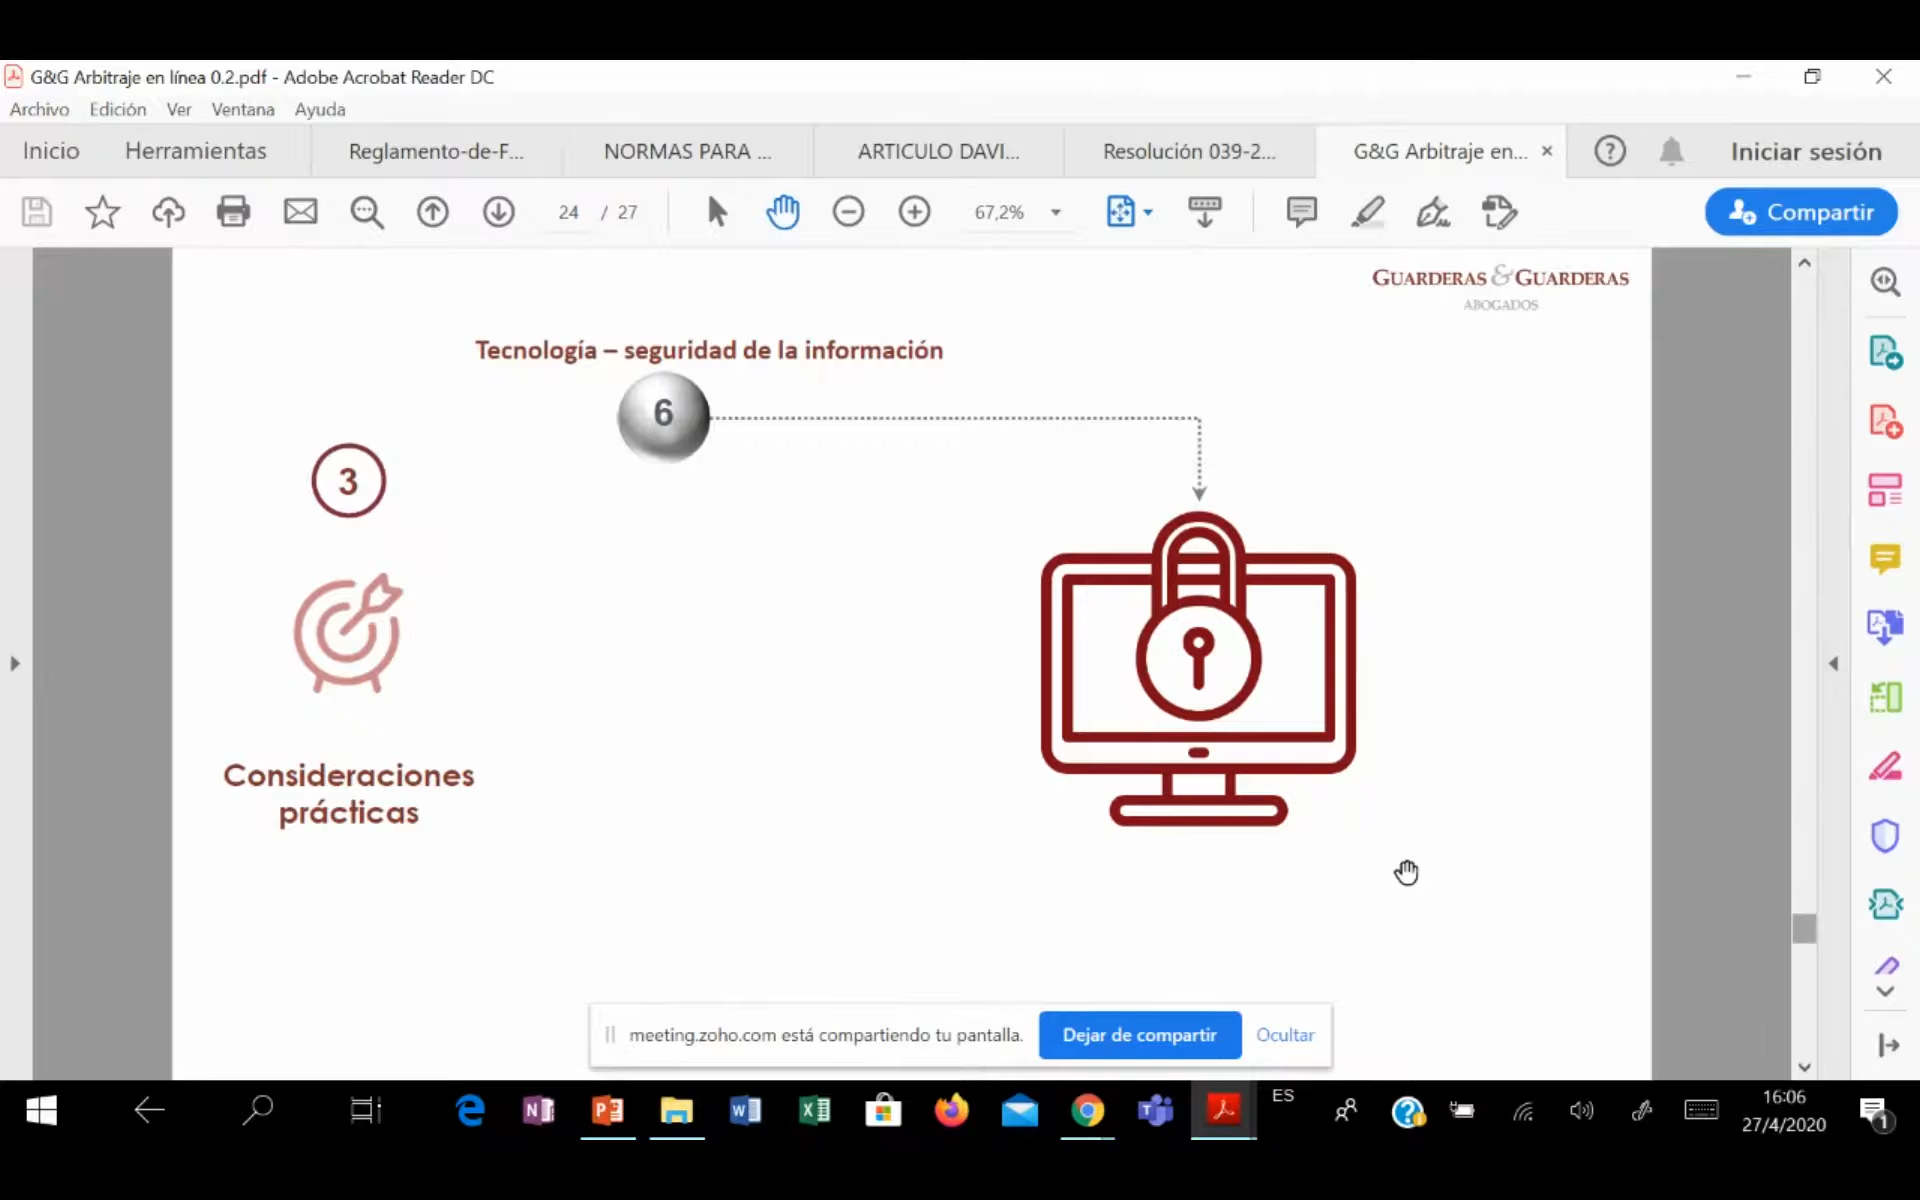 G&G Arbitraje en línea 0.2.pdf - Adobe Acrobat Reader DC
Archivo Edición Ver Ventana Ayuda
Inicio Herramientas Reglamento-de-F... NORMAS PARA ... ARTICULO DAVI... Resolución 039-2... G&G Arbitraje en... Iniciar sesión
24 / 27 67,2% Compartir
GUARDERAS & GUARDERAS
ABOGADOS
Tecnología – seguridad de la información
6
3
Consideraciones
prácticas
meeting.zoho.com está compartiendo tu pantalla. Dejar de compartir Ocultar
ES
16:06
27/4/2020
1